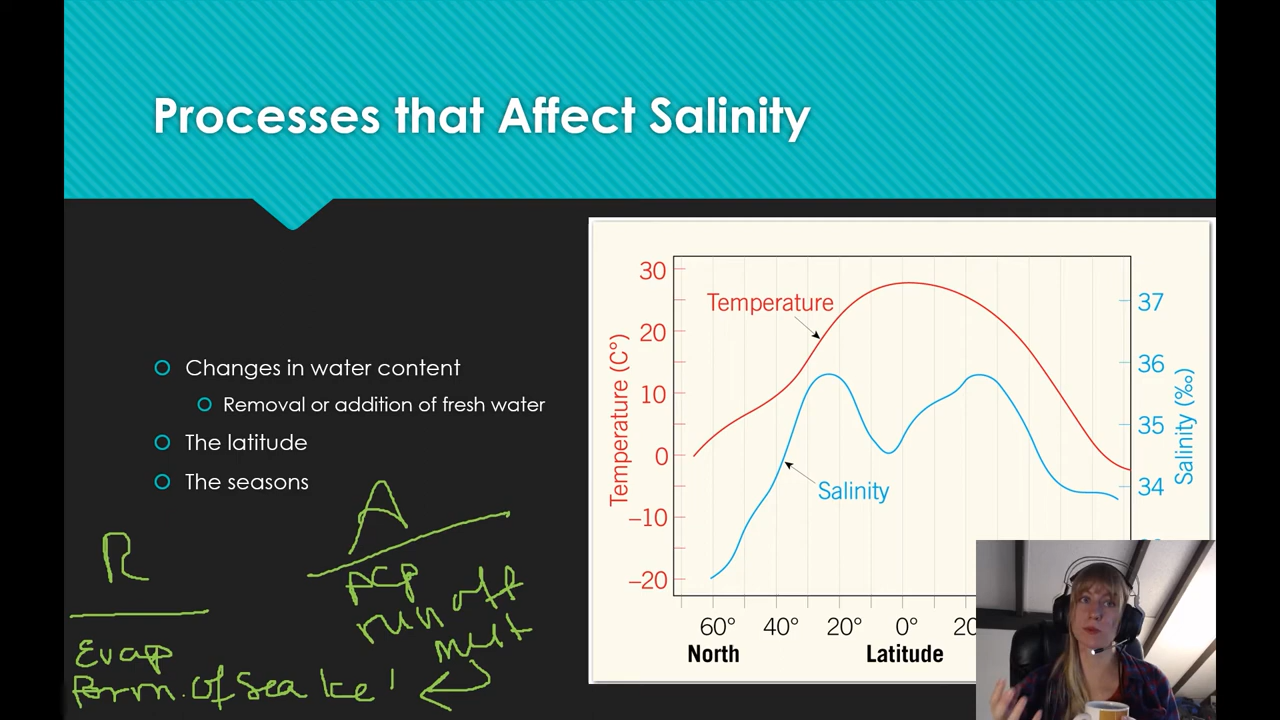 Processes that Affect Salinity
Changes in water content
Removal or addition of fresh water
The latitude
The seasons
R
Evap
Form. of sea ice
A
pcp
run off
melt
30
20
10
0
−10
−20
Temperature (C°)
Temperature
Salinity
37
36
35
34
Salinity (‰)
60° 40° 20° 0° 20
North Latitude